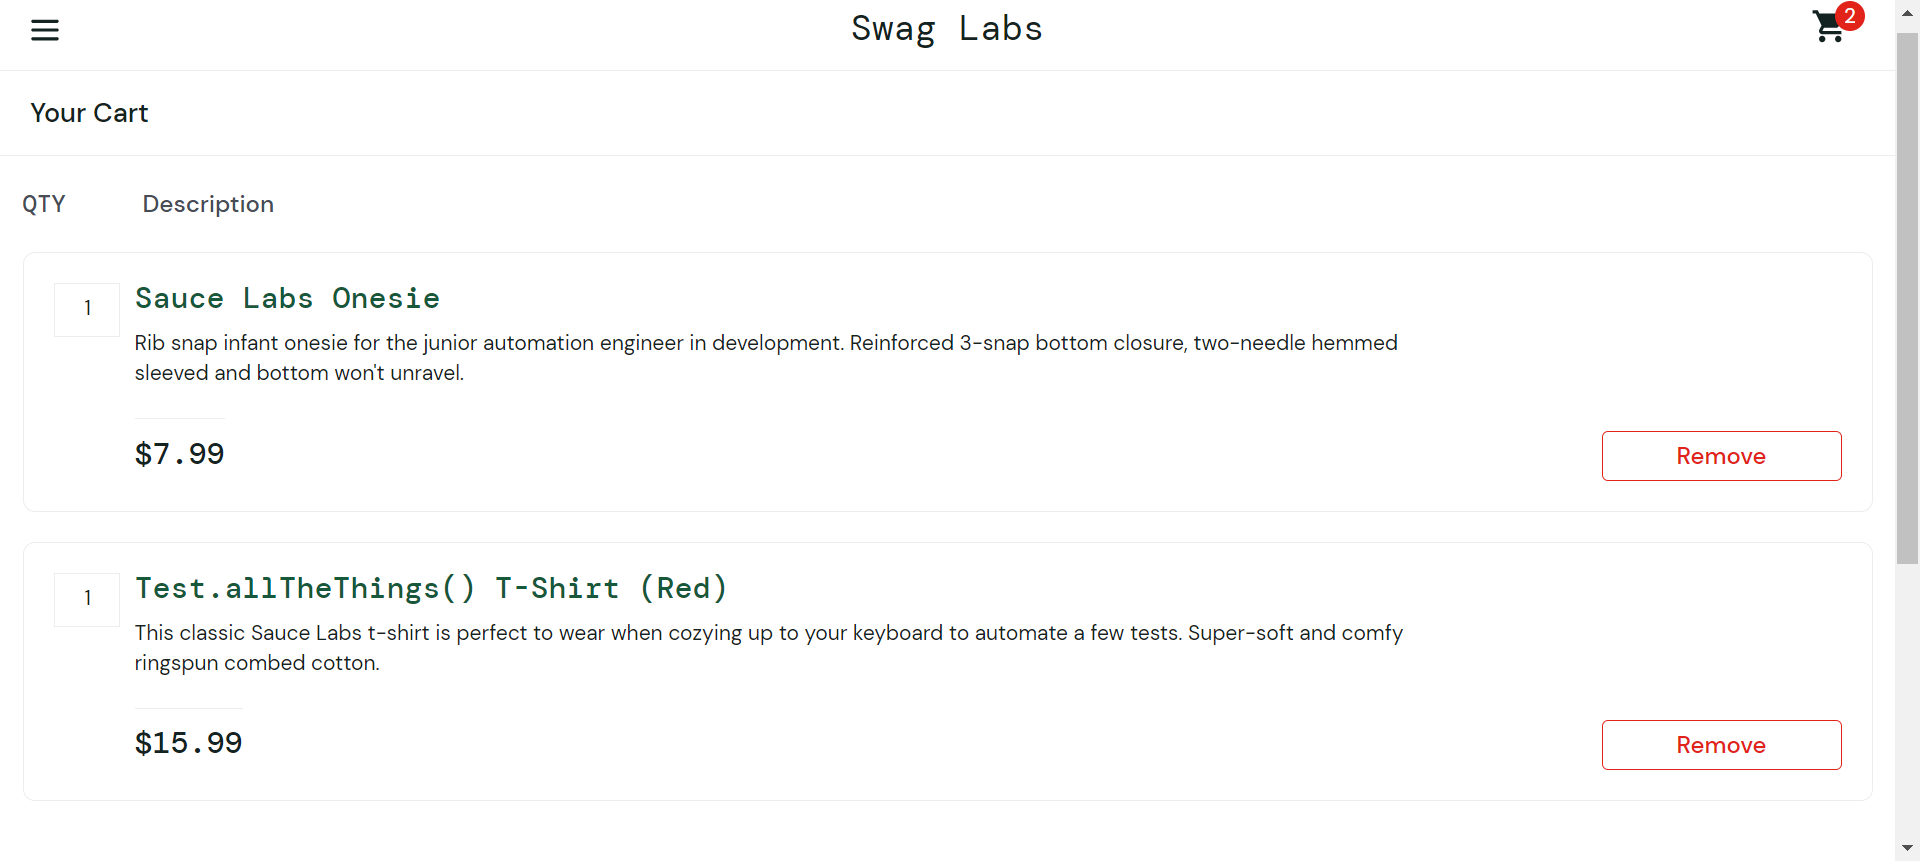 Swag Labs
2
Your Cart
QTY Description
1
Sauce Labs Onesie
Rib snap infant onesie for the junior automation engineer in development. Reinforced 3-snap bottom closure, two-needle hemmed
sleeved and bottom won't unravel.
$7.99
Remove
1
Test.allTheThings() T-Shirt (Red)
This classic Sauce Labs t-shirt is perfect to wear when cozying up to your keyboard to automate a few tests. Super-soft and comfy
ringspun combed cotton.
$15.99
Remove